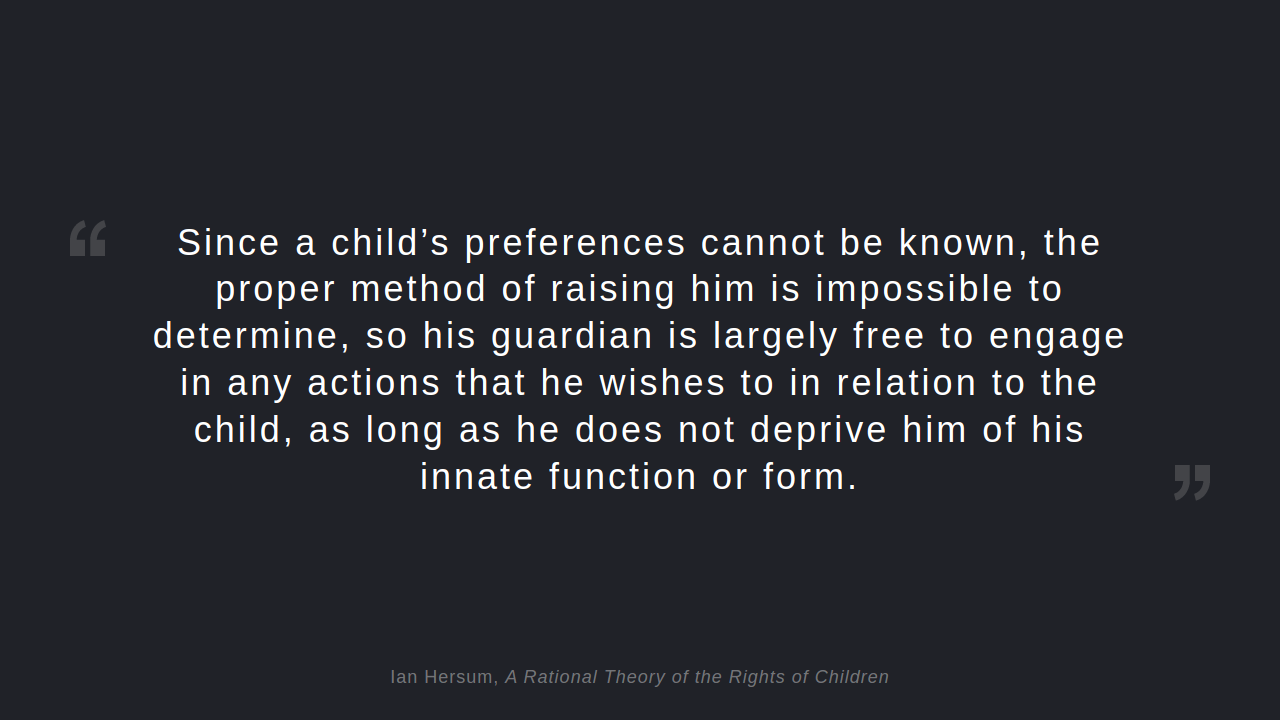 “ Since a child’s preferences cannot be known, the
proper method of raising him is impossible to
determine, so his guardian is largely free to engage
in any actions that he wishes to in relation to the
child, as long as he does not deprive him of his
innate function or form. ”
Ian Hersum, A Rational Theory of the Rights of Children